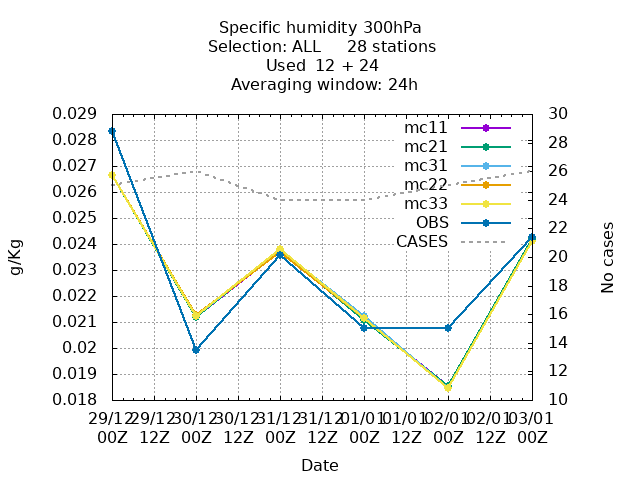 Specific humidity 300hPa
Selection: ALL     28 stations
Used  12 + 24
Averaging window: 24h
0.029
0.028
0.027
0.026
0.025
0.024
0.023
0.022
0.021
0.02
0.019
0.018
g/Kg
30
28
26
24
22
20
18
16
14
12
10
No cases
mc11
mc21
mc31
mc22
mc33
OBS
CASES
29/12 29/12 30/12 30/12 31/12 31/12 01/01 01/01 02/01 02/01 03/01
00Z 12Z 00Z 12Z 00Z 12Z 00Z 12Z 00Z 12Z 00Z
Date